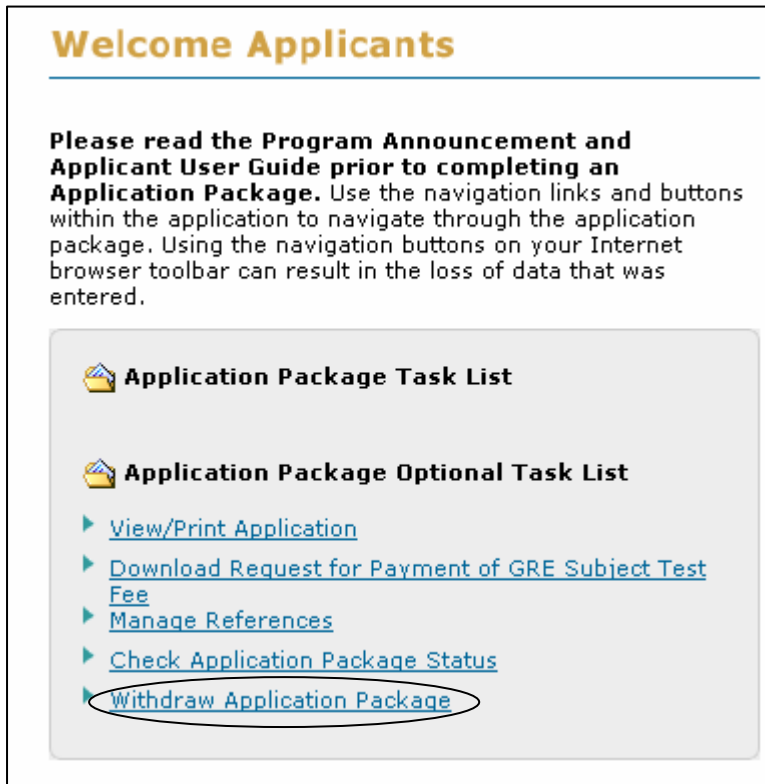 Welcome Applicants
Please read the Program Announcement and
Applicant User Guide prior to completing an
Application Package. Use the navigation links and buttons
within the application to navigate through the application
package. Using the navigation buttons on your Internet
browser toolbar can result in the loss of data that was
entered.
Application Package Task List
Application Package Optional Task List
View/Print Application
Download Request for Payment of GRE Subject Test
Fee
Manage References
Check Application Package Status
Withdraw Application Package